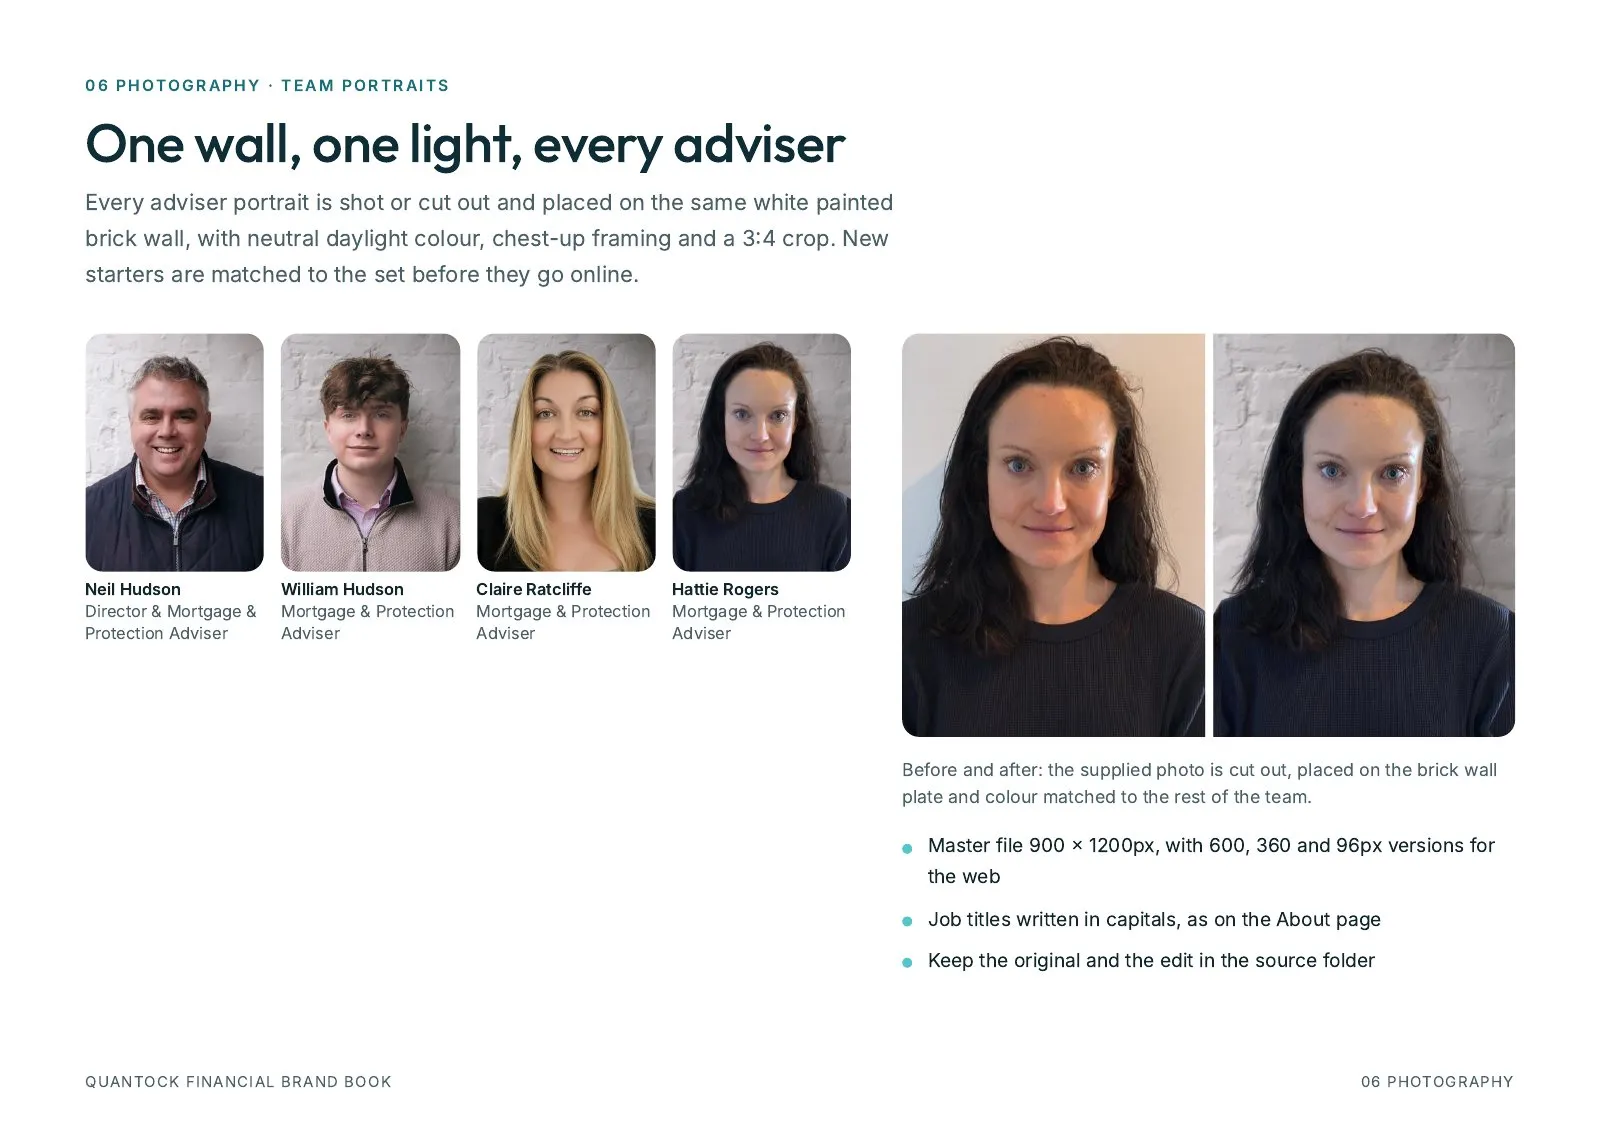 06 PHOTOGRAPHY · TEAM PORTRAITS
One wall, one light, every adviser
Every adviser portrait is shot or cut out and placed on the same white painted
brick wall, with neutral daylight colour, chest-up framing and a 3:4 crop. New
starters are matched to the set before they go online.
Neil Hudson
Director & Mortgage &
Protection Adviser
William Hudson
Mortgage & Protection
Adviser
Claire Ratcliffe
Mortgage & Protection
Adviser
Hattie Rogers
Mortgage & Protection
Adviser
Before and after: the supplied photo is cut out, placed on the brick wall
plate and colour matched to the rest of the team.
Master file 900 × 1200px, with 600, 360 and 96px versions for
the web
Job titles written in capitals, as on the About page
Keep the original and the edit in the source folder
QUANTOCK FINANCIAL BRAND BOOK
06 PHOTOGRAPHY